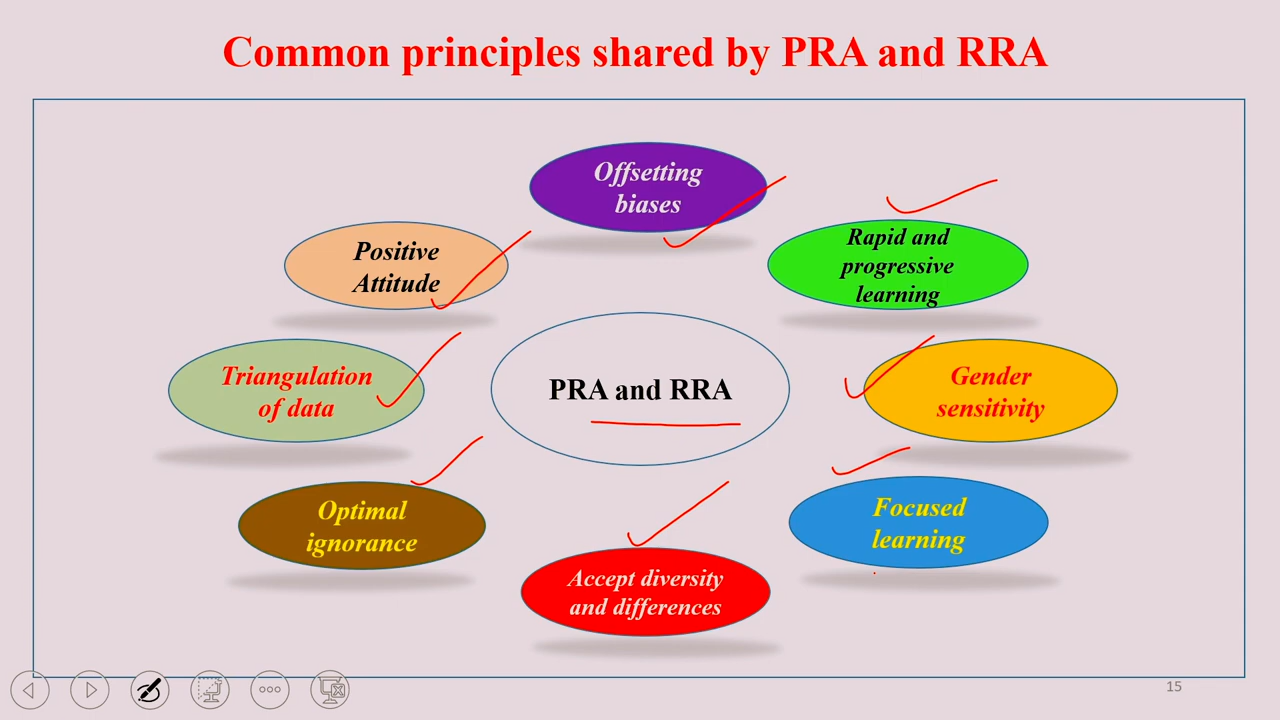 Common principles shared by PRA and RRA
Offsetting
biases
Rapid and
progressive
learning
Gender
sensitivity
Focused
learning
Accept diversity
and differences
Optimal
ignorance
Triangulation
of data
Positive
Attitude
PRA and RRA
15